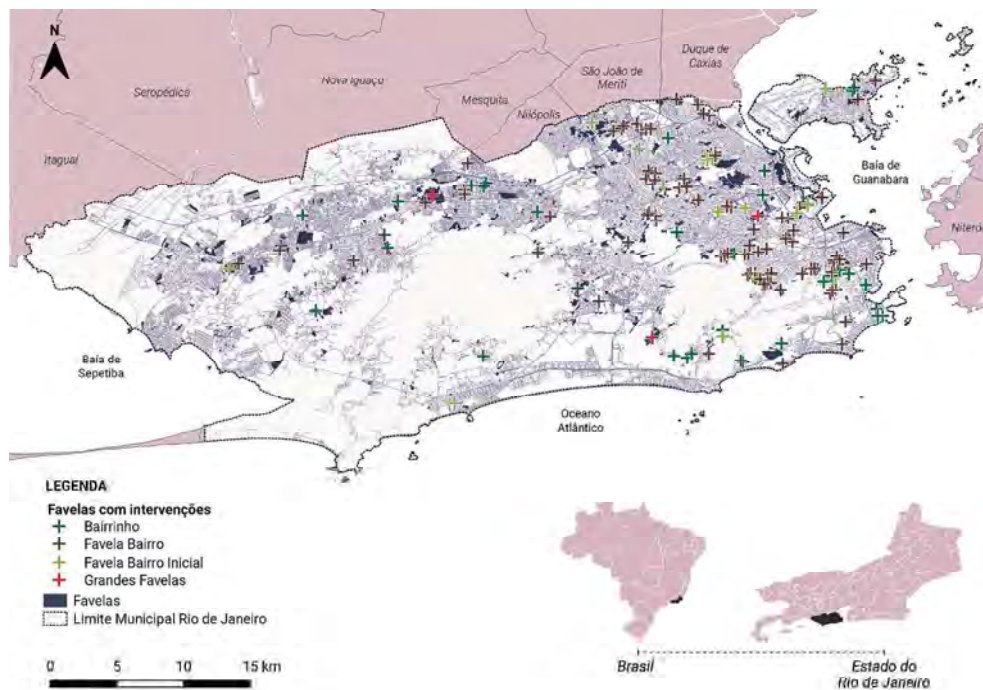 N
Duque de
Caxias
São João de
Meriti
Nova Iguaçu
Seropédica
Mesquita
Nilópolis
Itaguaí
Baía de
Guanabara
Niterói
Baía de
Sepetiba
Oceano
Atlântico
LEGENDA
Favelas com intervenções
Bairrinho
Favela Bairro
Favela Bairro Inicial
Grandes Favelas
Favelas
Limite Municipal Rio de Janeiro
0 5 10 15 km
Brasil
Estado do
Rio de Janeiro